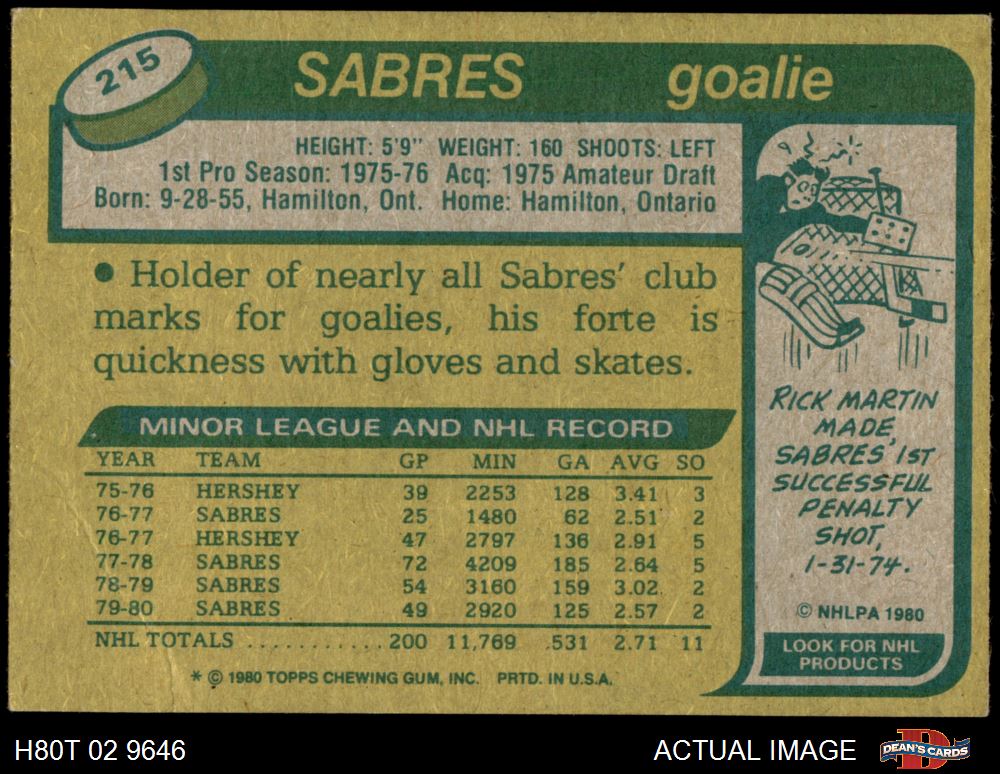 215
SABRES goalie
HEIGHT: 5'9" WEIGHT: 160 SHOOTS: LEFT
1st Pro Season: 1975-76 Acq: 1975 Amateur Draft
Born: 9-28-55, Hamilton, Ont. Home: Hamilton, Ontario
● Holder of nearly all Sabres' club
marks for goalies, his forte is
quickness with gloves and skates.
MINOR LEAGUE AND NHL RECORD
YEAR TEAM GP MIN GA AVG SO
75-76 HERSHEY 39 2253 128 3.41 3
76-77 SABRES 25 1480 62 2.51 2
76-77 HERSHEY 47 2797 136 2.91 5
77-78 SABRES 72 4209 185 2.64 5
78-79 SABRES 54 3160 159 3.02 2
79-80 SABRES 49 2920 125 2.57 2
NHL TOTALS ............ 200 11,769 531 2.71 11
* © 1980 TOPPS CHEWING GUM, INC. PRTD. IN U.S.A.
RICK MARTIN
MADE
SABRES' 1ST
SUCCESSFUL
PENALTY
SHOT,
1-31-74.
© NHLPA 1980
LOOK FOR NHL
PRODUCTS
H80T 02 9646 ACTUAL IMAGE DEAN'S CARDS